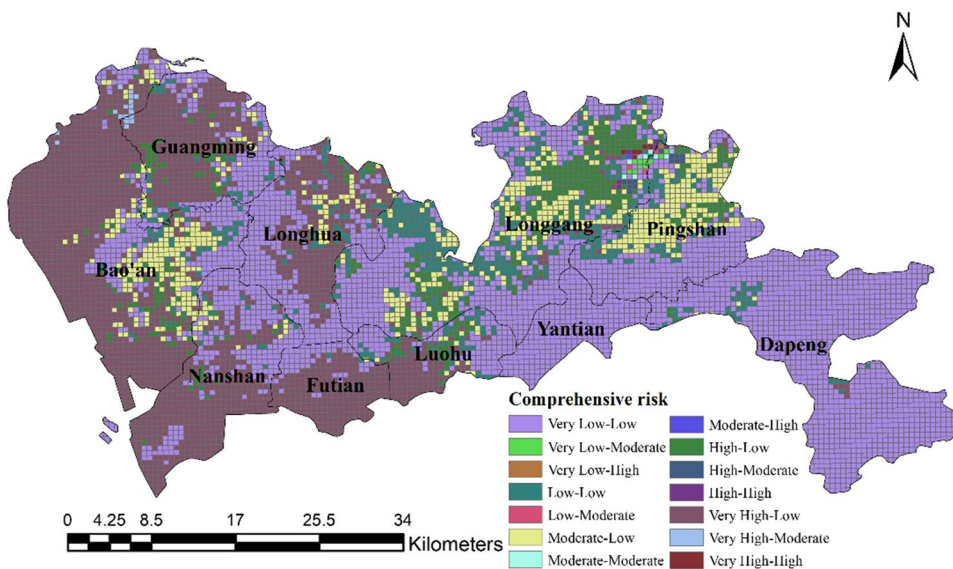 N
Guangming
Longhua
Bao'an
Longgang
Pingshan
Yantian
Dapeng
Luohu
Nanshan
Futian
Comprehensive risk
Very Low-Low
Very Low-Moderate
Very Low-High
Low-Low
Low-Moderate
Moderate-Low
Moderate-Moderate
Moderate-High
High-Low
High-Moderate
High-High
Very High-Low
Very High-Moderate
Very High-High
0 4.25 8.5 17 25.5 34
Kilometers